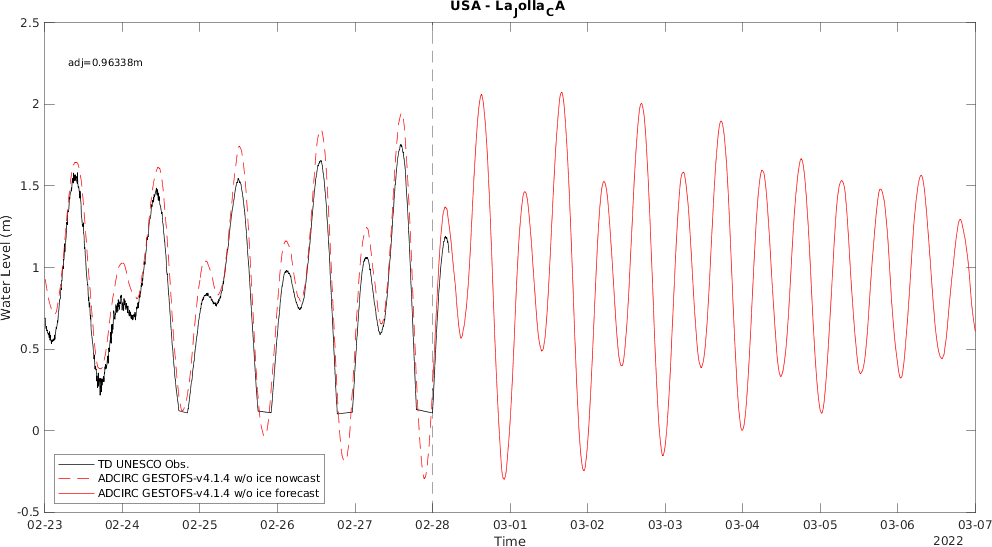 USA - LaJollaCA
2.5
adj=0.96338m
2
1.5
1
0.5
0
-0.5
Water Level (m)
TD UNESCO Obs.
ADCIRC GESTOFS-v4.1.4 w/o ice nowcast
ADCIRC GESTOFS-v4.1.4 w/o ice forecast
02-23 02-24 02-25 02-26 02-27 02-28 03-01 03-02 03-03 03-04 03-05 03-06 03-07
Time
2022